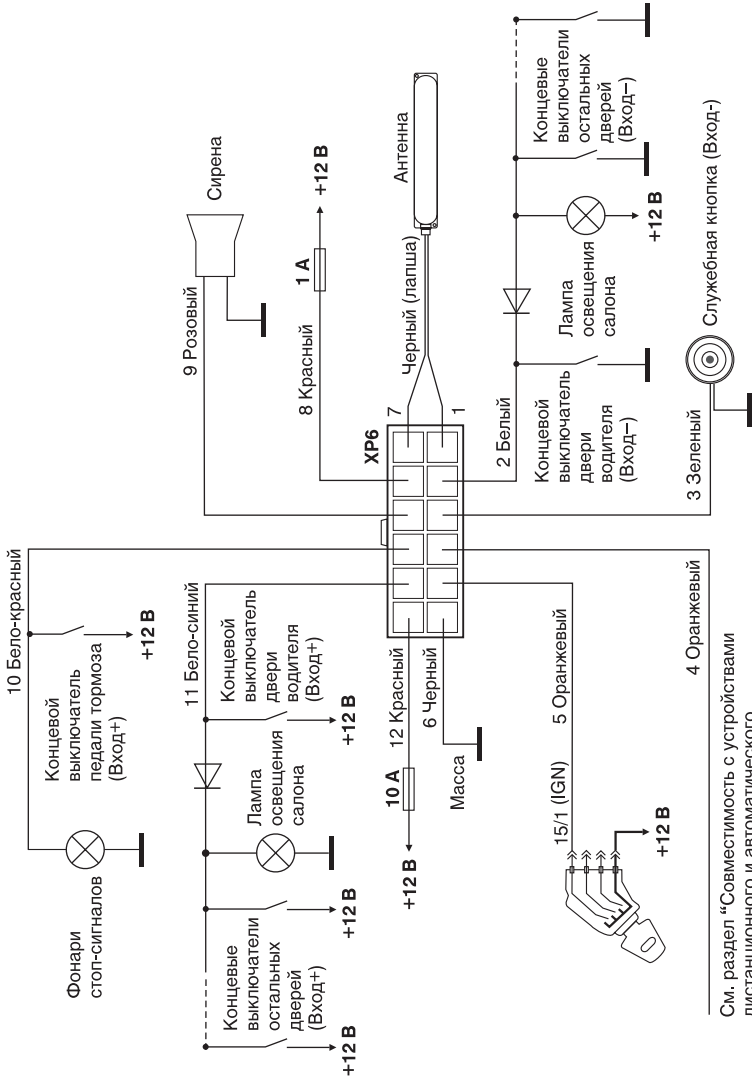 10 Бело-красный
Фонари
стоп-сигналов
Концевой
выключатель
педали тормоза
(Вход+)
+12 В
11 Бело-синий
Концевые
выключатели
остальных
дверей
(Вход+)
+12 В
+12 В
Лампа
освещения
салона
Концевой
выключатель
двери
водителя
(Вход+)
+12 В
9 Розовый
Сирена
8 Красный
1 А
+12 В
XP6
7
1
Черный (лапша)
Антенна
12 Красный
10 А
+12 В
6 Черный
Масса
2 Белый
Концевой
выключатель
двери
водителя
(Вход–)
Лампа
освещения
салона
+12 В
Концевые
выключатели
остальных
дверей
(Вход–)
5 Оранжевый
15/1 (IGN)
+12 В
3 Зеленый
Служебная кнопка (Вход-)
4 Оранжевый
См. раздел “Совместимость с устройствами
дистанционного и автоматического